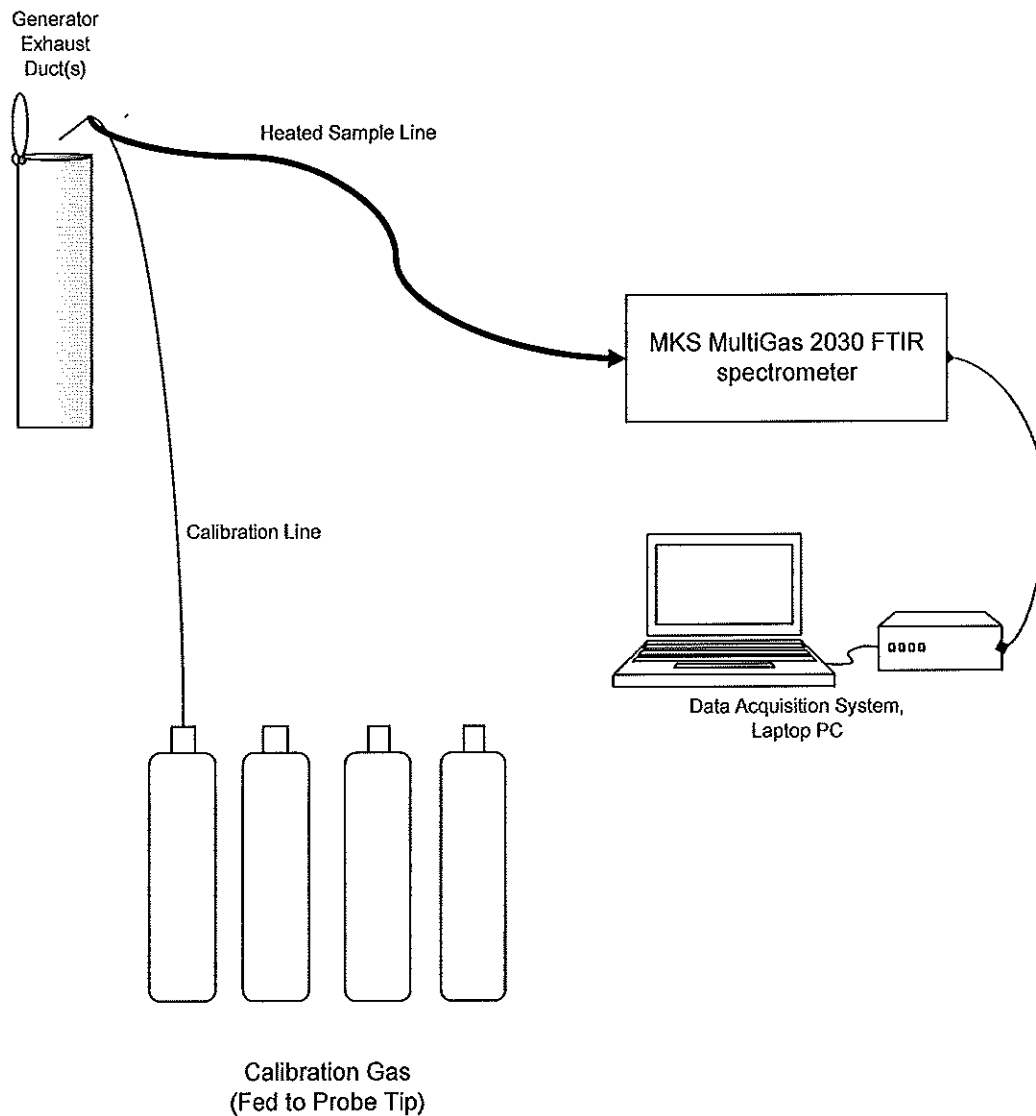 Generator
Exhaust
Duct(s)
Heated Sample Line
MKS MultiGas 2030 FTIR
spectrometer
Calibration Line
Data Acquisition System,
Laptop PC
Calibration Gas
(Fed to Probe Tip)